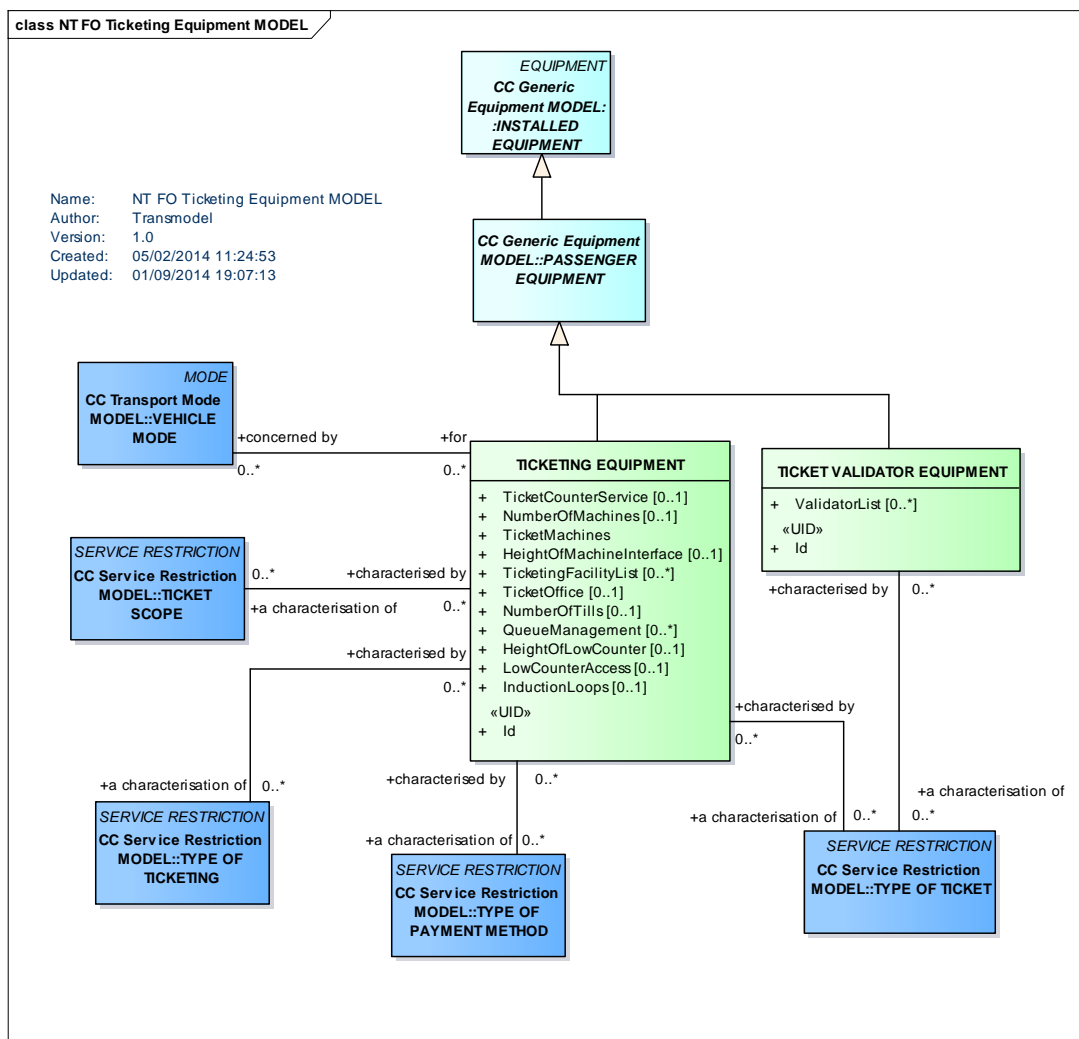 class NT FO Ticketing Equipment MODEL
EQUIPMENT
CC Generic
Equipment MODEL:
:INSTALLED
EQUIPMENT
Name: NT FO Ticketing Equipment MODEL
Author: Transmodel
Version: 1.0
Created: 05/02/2014 11:24:53
Updated: 01/09/2014 19:07:13
CC Generic Equipment
MODEL::PASSENGER
EQUIPMENT
MODE
CC Transport Mode
MODEL::VEHICLE
MODE
+concerned by
0..*
+for
0..*
TICKETING EQUIPMENT
+ TicketCounterService [0..1]
+ NumberOfMachines [0..1]
+ TicketMachines
+ HeightOfMachineInterface [0..1]
+ TicketingFacilityList [0..*]
+ TicketOffice [0..1]
+ NumberOfTills [0..1]
+ QueueManagement [0..*]
+ HeightOfLowCounter [0..1]
+ LowCounterAccess [0..1]
+ InductionLoops [0..1]
«UID»
+ Id
TICKET VALIDATOR EQUIPMENT
+ ValidatorList [0..*]
«UID»
+ Id
SERVICE RESTRICTION
CC Service Restriction
MODEL::TICKET
SCOPE
0..*
+a characterisation of
+characterised by
0..*
+characterised by
0..*
+a characterisation of 0..*
SERVICE RESTRICTION
CC Service Restriction
MODEL::TYPE OF
TICKETING
+characterised by 0..*
+a characterisation of 0..*
SERVICE RESTRICTION
CC Service Restriction
MODEL::TYPE OF
PAYMENT METHOD
+characterised by
0..*
+a characterisation of 0..*
+characterised by 0..*
+a characterisation of
0..*
SERVICE RESTRICTION
CC Service Restriction
MODEL::TYPE OF TICKET